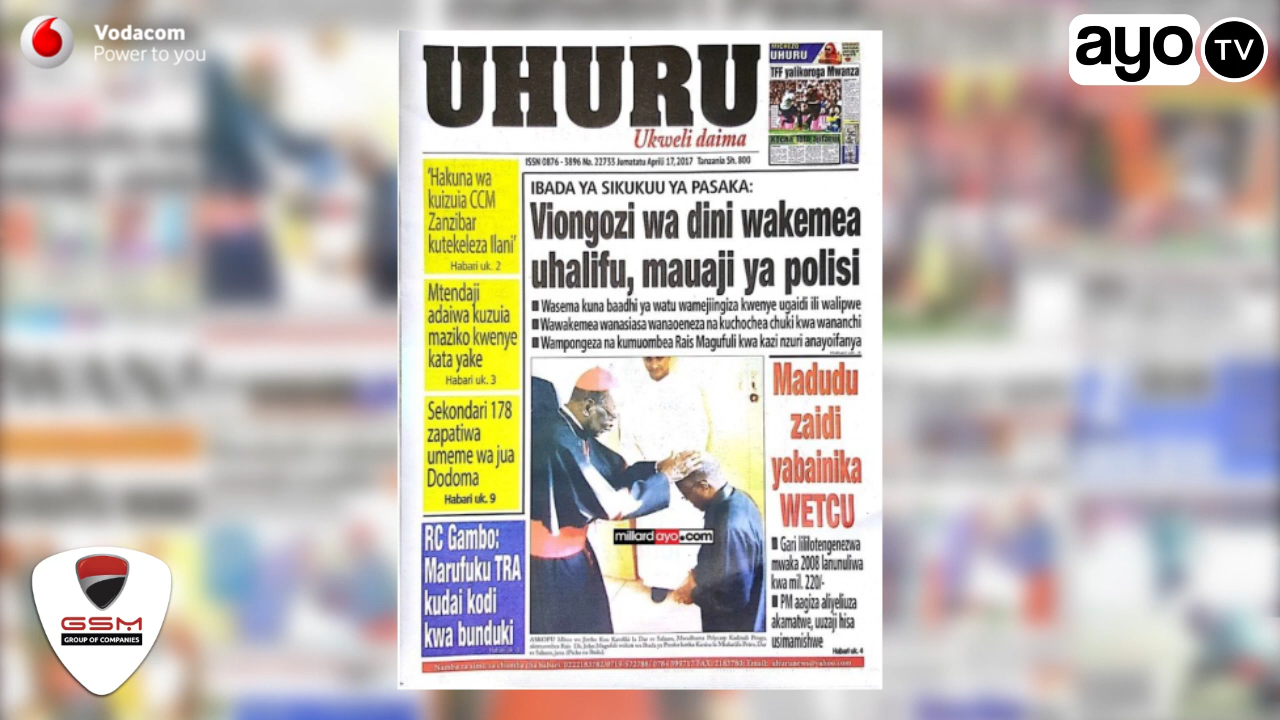 Vodacom
Power to you
ayo TV
UHURU
Ukweli daima
MICHEZO
UHURU
TFF yalikoroga Mwanza
ISSN 0876 - 3896 No. 22733 Jumatatu Aprili 17, 2017 Tanzania Sh. 800
'Hakuna wa
kuizuia CCM
Zanzibar
kutekeleza Ilani'
Habari uk. 2
Mtendaji
adaiwa kuzuia
maziko kwenye
kata yake
Habari uk. 3
Sekondari 178
zapatiwa
umeme wa jua
Dodoma
Habari uk. 9
RC Gambo:
Marufuku TRA
kudai kodi
kwa bunduki
IBADA YA SIKUKUU YA PASAKA:
Viongozi wa dini wakemea
uhalifu, mauaji ya polisi
Wasema kuna baadhi ya watu wamejiingiza kwenye ugaidi ili walipwe
Wawakemea wanasiasa wanaoeneza na kuchochea chuki kwa wananchi
Wampongeza na kumuombea Rais Magufuli kwa kazi nzuri anayoifanya
millardayo.com
Madudu
zaidi
yabainika
WETCU
Gari lililotengenezwa
mwaka 2008 lanunuliwa
kwa mil. 220/-
PM aagiza aliyeliuza
akamatwe, uuzaji hisa
usimamishwe
Habari uk. 4
GSM
GROUP OF COMPANIES